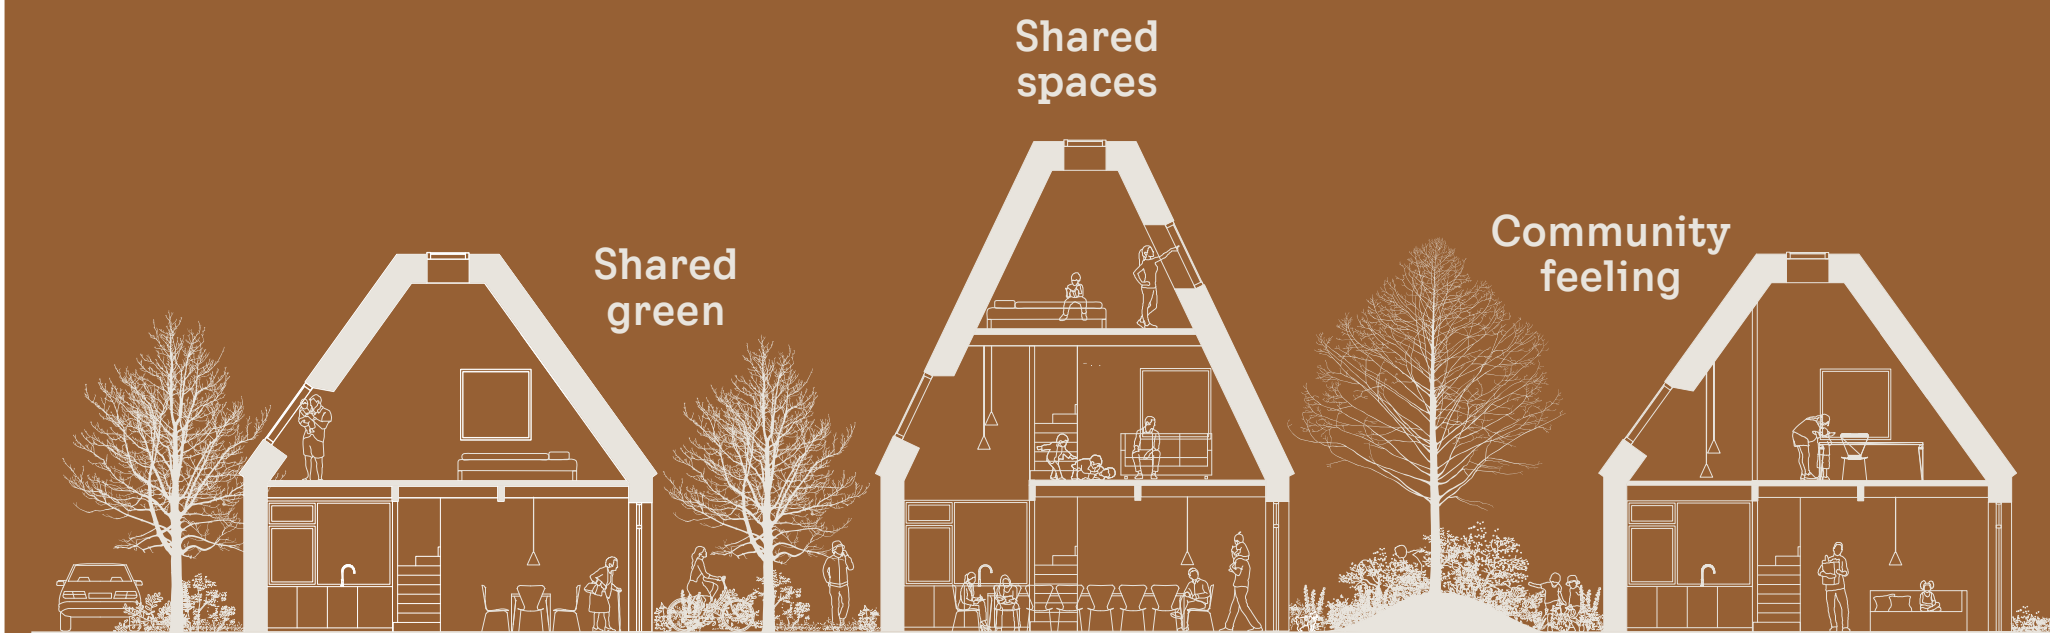 Shared
spaces
Shared
green
Community
feeling